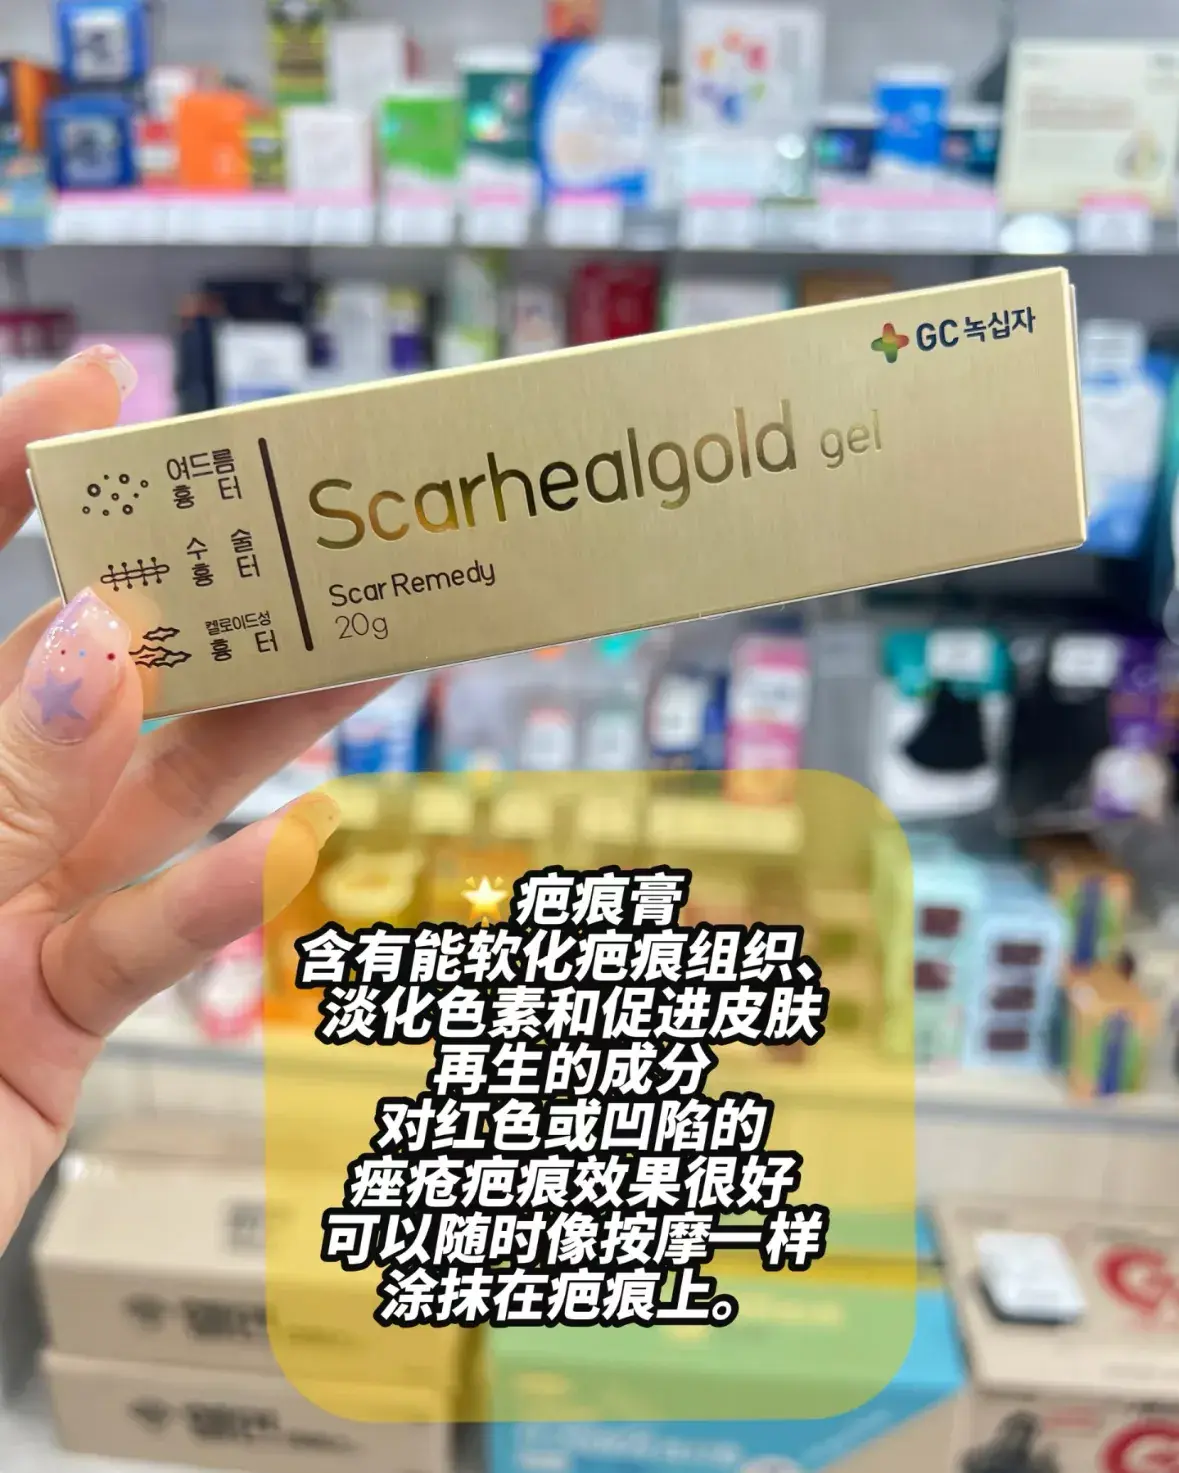 GC 녹십자
여드름
흉 터
수 술
흉 터
켈로이드성
흉 터
Scarhealgold gel
Scar Remedy
20g
🌟疤痕膏
含有能软化疤痕组织、
淡化色素和促进皮肤
再生的成分
对红色或凹陷的
痤疮疤痕效果很好
可以随时像按摩一样
涂抹在疤痕上。